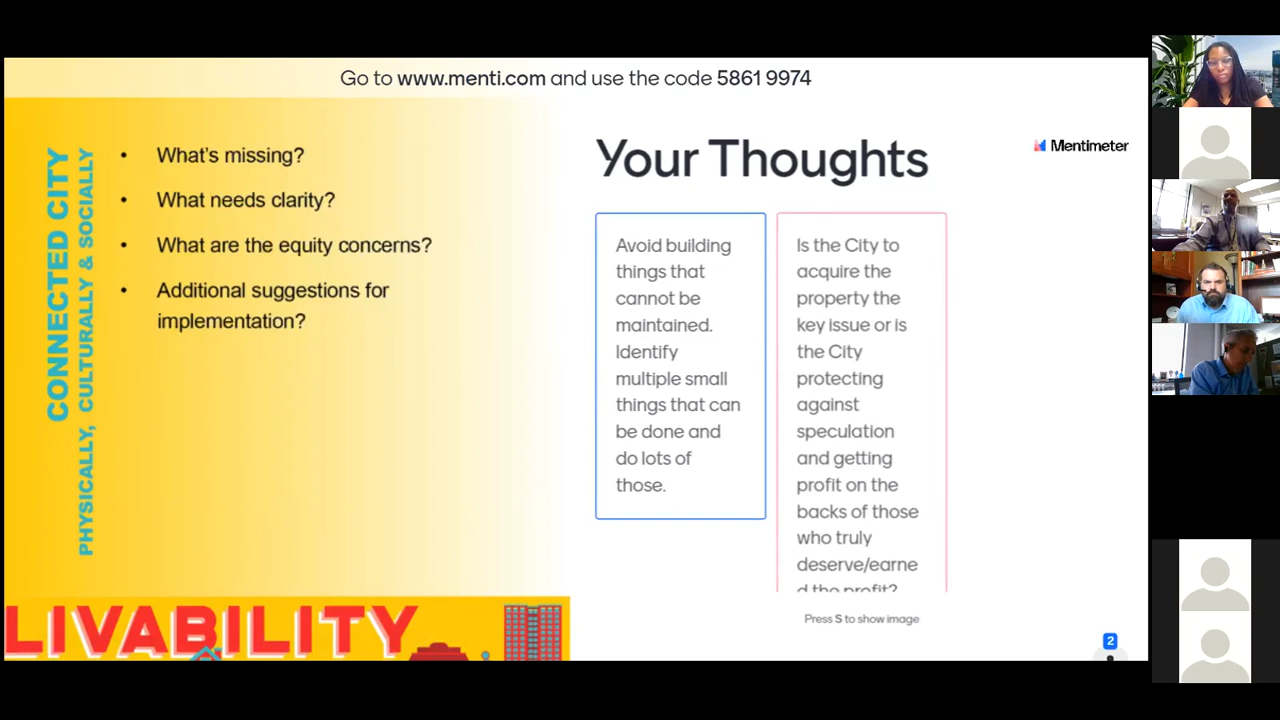 Go to www.menti.com and use the code 5861 9974
CONNECTED CITY
PHYSICALLY, CULTURALLY & SOCIALLY
• What's missing?
• What needs clarity?
• What are the equity concerns?
• Additional suggestions for
implementation?
Your Thoughts
Mentimeter
Avoid building
things that
cannot be
maintained.
Identify
multiple small
things that can
be done and
do lots of
those.
Is the City to
acquire the
property the
key issue or is
the City
protecting
against
speculation
and getting
profit on the
backs of those
who truly
deserve/earne
d the profit?
Press S to show image
2
LIVABILITY